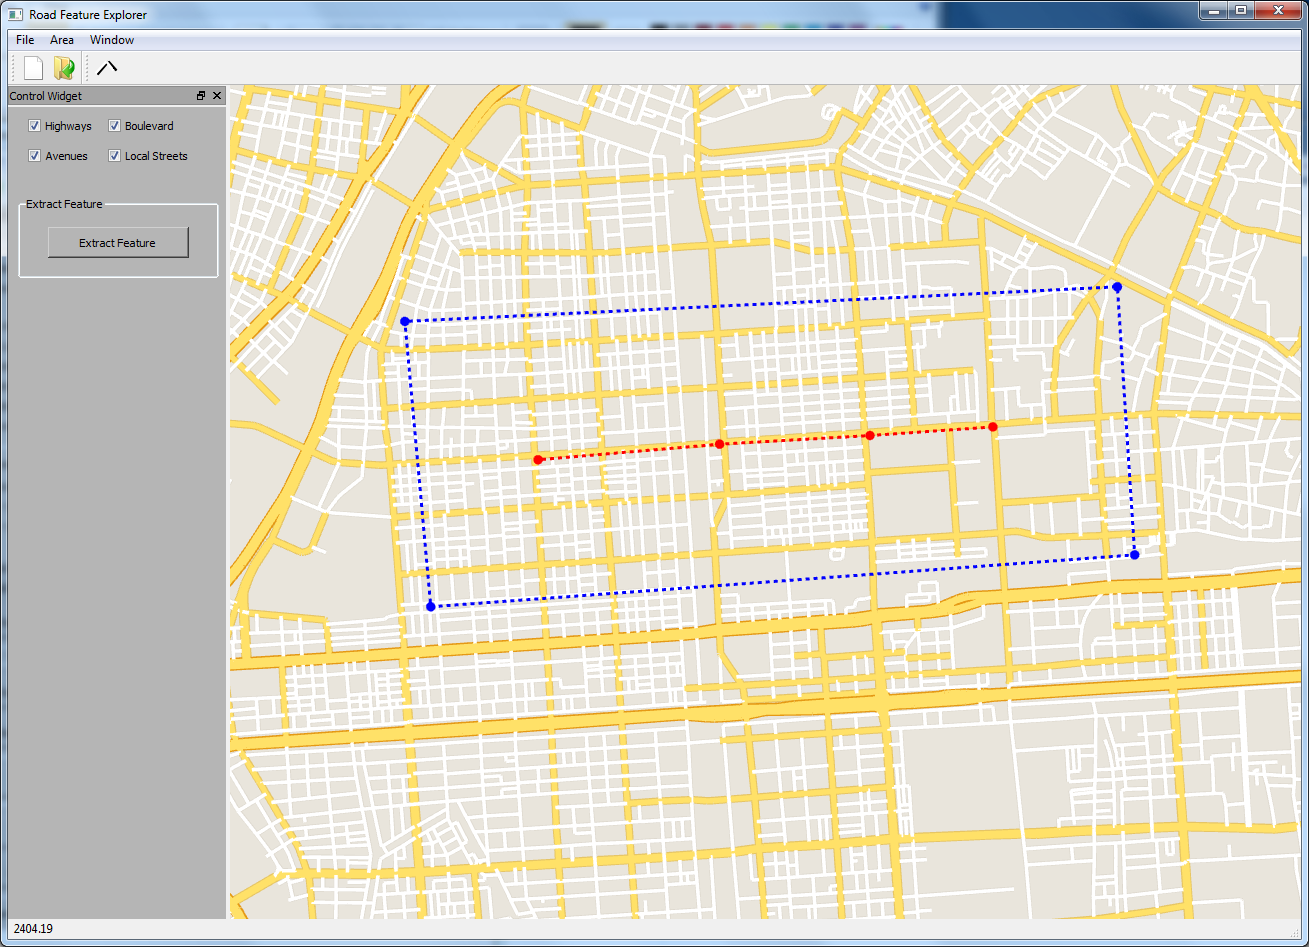 Road Feature Explorer
File Area Window
Control Widget
Highways Boulevard
Avenues Local Streets
Extract Feature
Extract Feature
2404.19